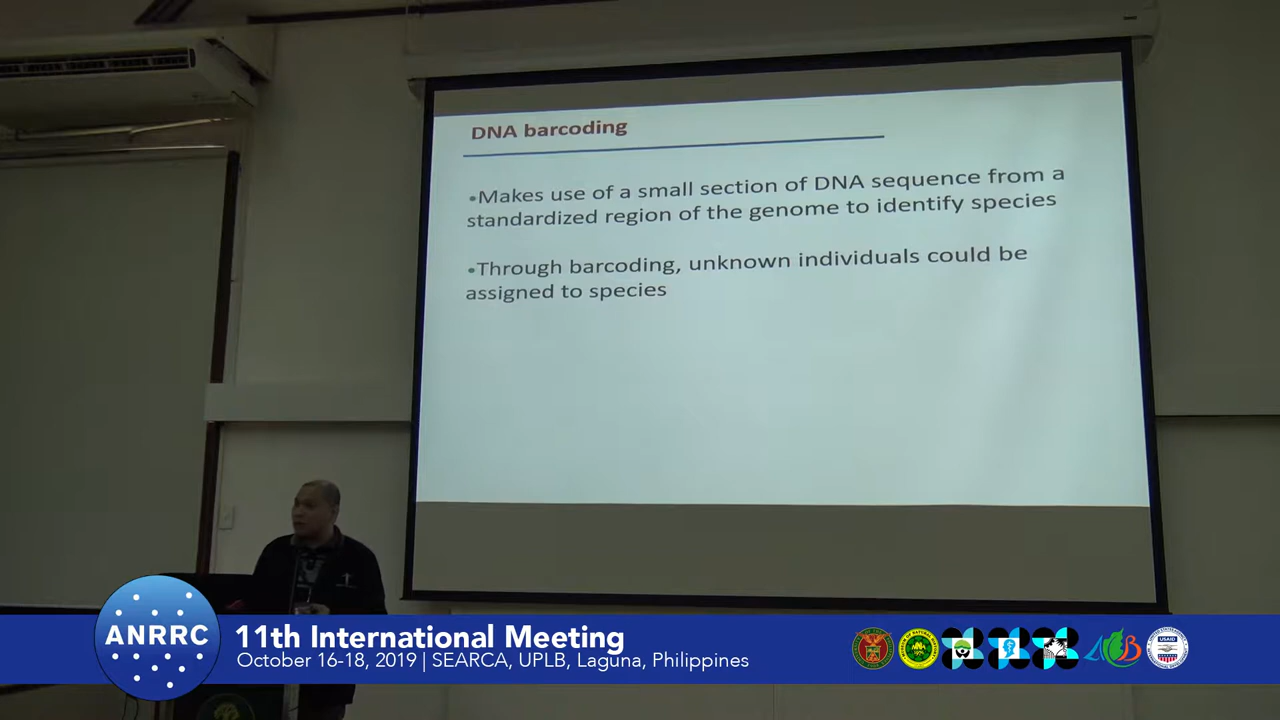 DNA barcoding
•Makes use of a small section of DNA sequence from a
standardized region of the genome to identify species
•Through barcoding, unknown individuals could be
assigned to species
ANRRC
11th International Meeting
October 16-18, 2019 | SEARCA, UPLB, Laguna, Philippines
USAID